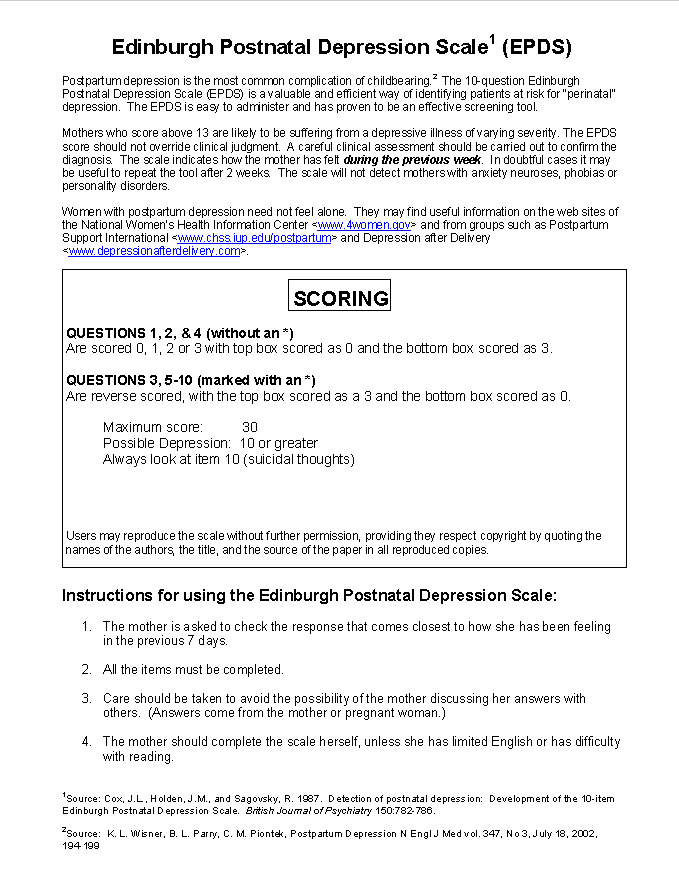 Edinburgh Postnatal Depression Scale1 (EPDS)
Postpartum depression is the most common complication of childbearing.2 The 10-question Edinburgh
Postnatal Depression Scale (EPDS) is a valuable and efficient way of identifying patients at risk for "perinatal"
depression. The EPDS is easy to administer and has proven to be an effective screening tool.
Mothers who score above 13 are likely to be suffering from a depressive illness of varying severity. The EPDS
score should not override clinical judgment. A careful clinical assessment should be carried out to confirm the
diagnosis. The scale indicates how the mother has felt during the previous week. In doubtful cases it may
be useful to repeat the tool after 2 weeks. The scale will not detect mothers with anxiety neuroses, phobias or
personality disorders.
Women with postpartum depression need not feel alone. They may find useful information on the web sites of
the National Women's Health Information Center <www.4women.gov> and from groups such as Postpartum
Support International <www.chss.iup.edu/postpartum> and Depression after Delivery
<www.depressionafterdelivery.com>.
SCORING
QUESTIONS 1, 2, & 4 (without an *)
Are scored 0, 1, 2 or 3 with top box scored as 0 and the bottom box scored as 3.
QUESTIONS 3, 5-10 (marked with an *)
Are reverse scored, with the top box scored as a 3 and the bottom box scored as 0.
Maximum score: 30
Possible Depression: 10 or greater
Always look at item 10 (suicidal thoughts)
Users may reproduce the scale without further permission, providing they respect copyright by quoting the
names of the authors, the title, and the source of the paper in all reproduced copies.
Instructions for using the Edinburgh Postnatal Depression Scale:
1. The mother is asked to check the response that comes closest to how she has been feeling
in the previous 7 days.
2. All the items must be completed.
3. Care should be taken to avoid the possibility of the mother discussing her answers with
others. (Answers come from the mother or pregnant woman.)
4. The mother should complete the scale herself, unless she has limited English or has difficulty
with reading.
1Source: Cox, J.L., Holden, J.M., and Sagovsky, R. 1987. Detection of postnatal depression: Development of the 10-item
Edinburgh Postnatal Depression Scale. British Journal of Psychiatry 150:782-786.
2Source: K. L. Wisner, B. L. Parry, C. M. Piontek, Postpartum Depression N Engl J Med vol. 347, No 3, July 18, 2002,
194-199